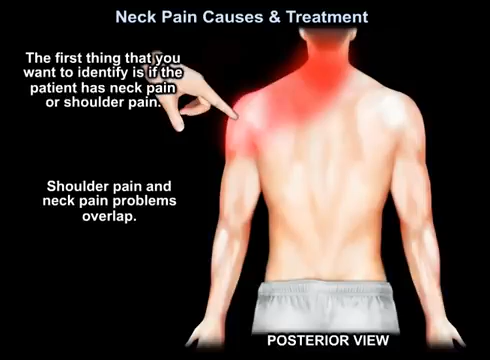 Neck Pain Causes & Treatment
The first thing that you
want to identify is if the
patient has neck pain
or shoulder pain.
Shoulder pain and
neck pain problems
overlap.
POSTERIOR VIEW